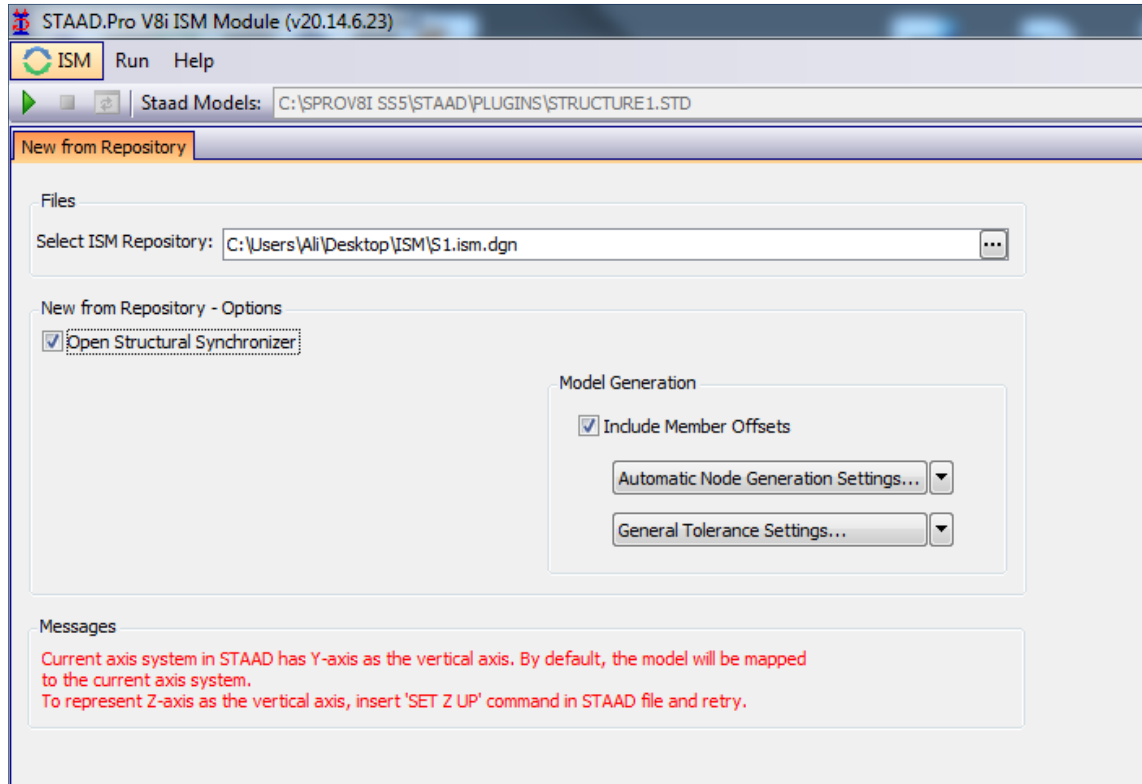 STAAD.Pro V8i ISM Module (v20.14.6.23)
ISM Run Help
Staad Models: C:\SPROV8I SS5\STAAD\PLUGINS\STRUCTURE1.STD
New from Repository
Files
Select ISM Repository: C:\Users\Ali\Desktop\ISM\S1.ism.dgn ...
New from Repository - Options
Open Structural Synchronizer
Model Generation
Include Member Offsets
Automatic Node Generation Settings...
General Tolerance Settings...
Messages
Current axis system in STAAD has Y-axis as the vertical axis. By default, the model will be mapped
to the current axis system.
To represent Z-axis as the vertical axis, insert 'SET Z UP' command in STAAD file and retry.